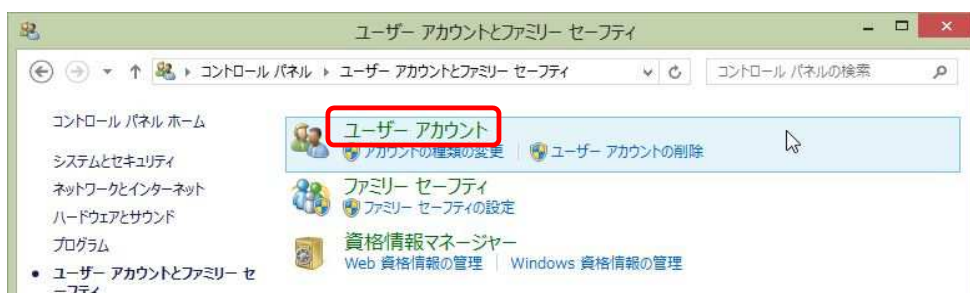 ユーザー アカウントとファミリー セーフティ
コントロール パネル ユーザー アカウントとファミリー セーフティ コントロール パネルの検索
コントロール パネル ホーム
システムとセキュリティ
ネットワークとインターネット
ハードウェアとサウンド
プログラム
ユーザー アカウントとファミリー セ
ーフティ
ユーザー アカウント
アカウントの種類の変更 ユーザー アカウントの削除
ファミリー セーフティ
ファミリー セーフティの設定
資格情報マネージャー
Web 資格情報の管理 Windows 資格情報の管理